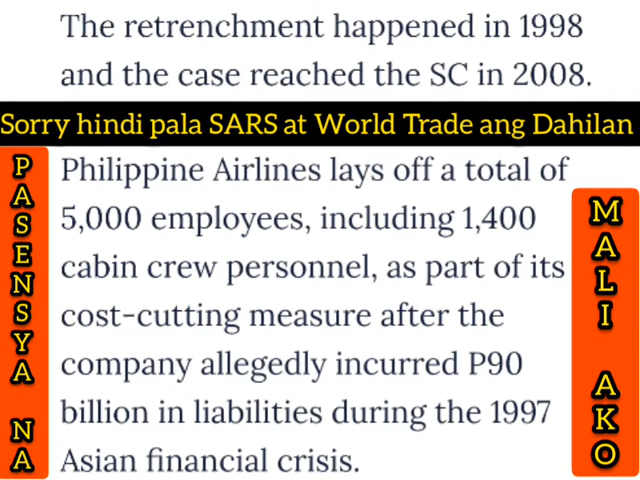 The retrenchment happened in 1998
and the case reached the SC in 2008.
Sorry hindi pala SARS at World Trade ang Dahilan
PASENSYA NA
Philippine Airlines lays off a total of
5,000 employees, including 1,400
cabin crew personnel, as part of its
cost-cutting measure after the
company allegedly incurred P90
billion in liabilities during the 1997
Asian financial crisis.
MALI AKO